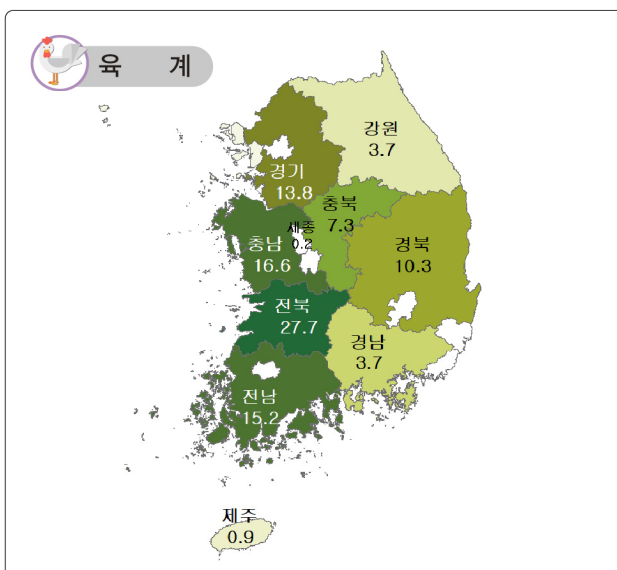 육 계
강원
3.7
경기
13.8
충북
7.3
세종
0.2
충남
16.6
경북
10.3
전북
27.7
경남
3.7
전남
15.2
제주
0.9